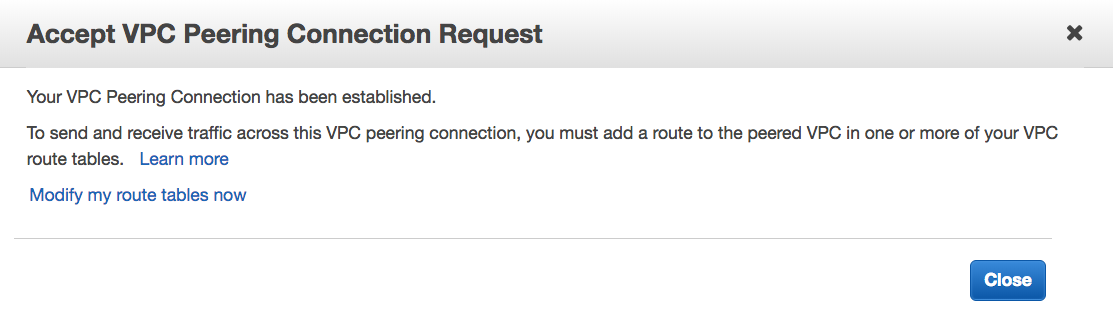 Accept VPC Peering Connection Request
Your VPC Peering Connection has been established.
To send and receive traffic across this VPC peering connection, you must add a route to the peered VPC in one or more of your VPC
route tables. Learn more
Modify my route tables now
Close